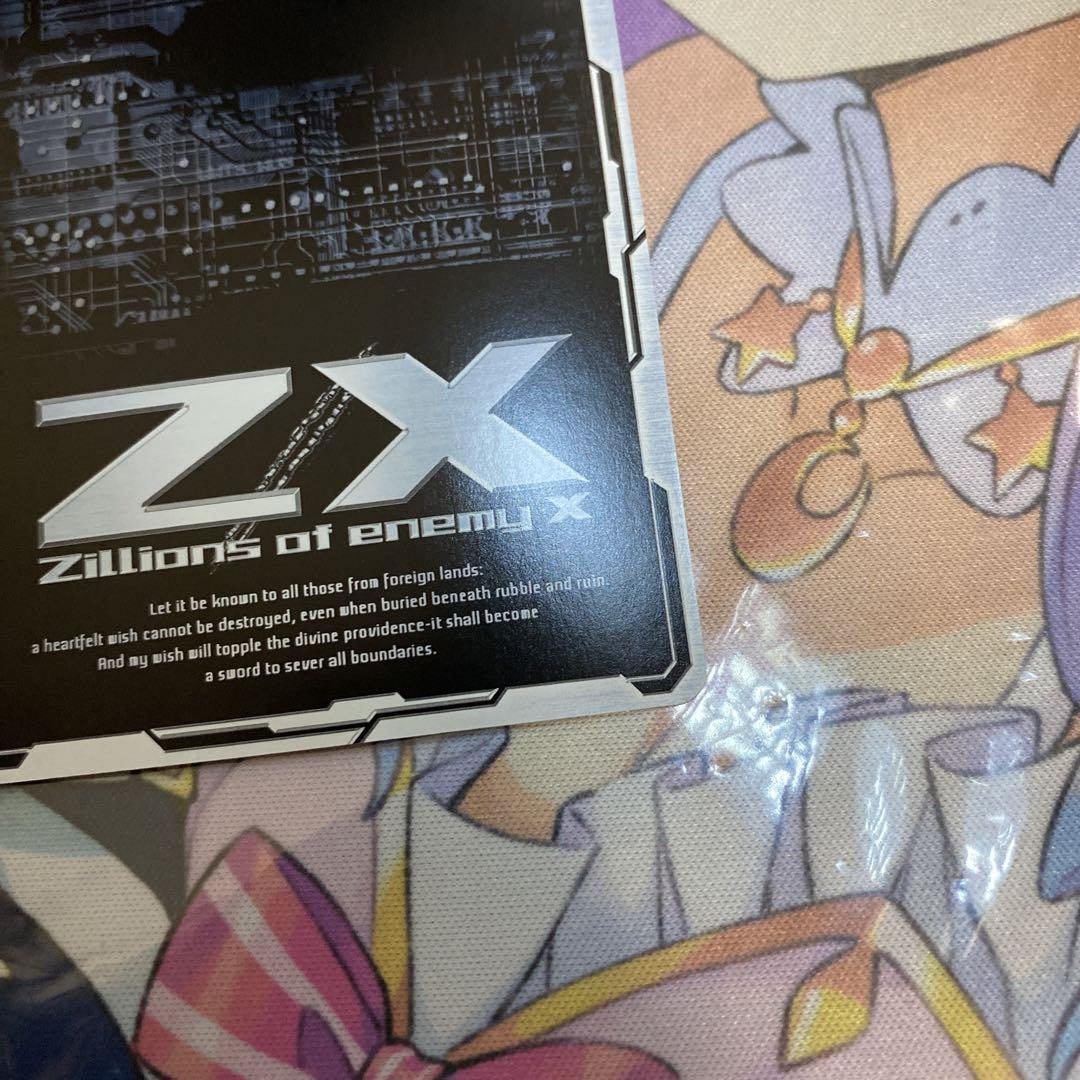 ZX
Zillions of enemy X
Let it be known to all those from foreign lands:
a heartfelt wish cannot be destroyed, even when buried beneath rubble and ruin.
And my wish will topple the divine providence-it shall become
a sword to sever all boundaries.